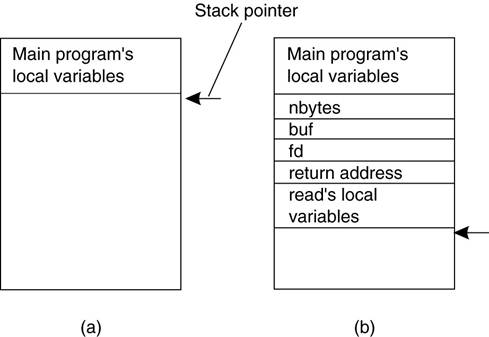 Stack pointer
Main program's
local variables
(a)
Main program's
local variables
nbytes
buf
fd
return address
read's local
variables
(b)